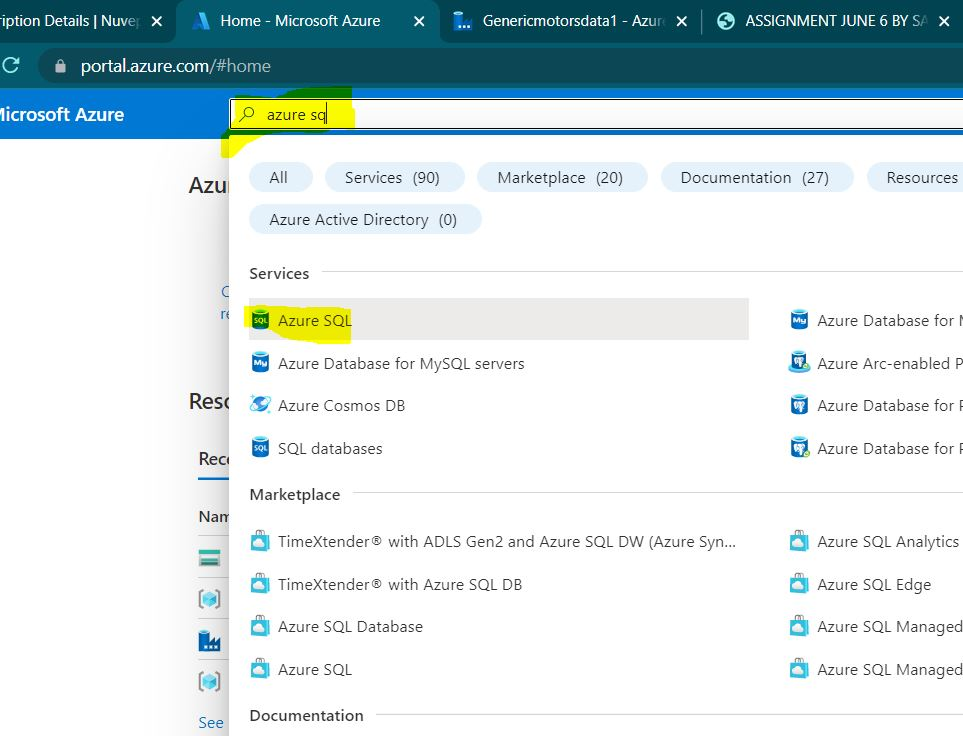 ription Details | Nuvep
Home - Microsoft Azure
Genericmotorsdata1 - Azur
ASSIGNMENT JUNE 6 BY SA
portal.azure.com/#home
Microsoft Azure
azure sq
Azu
All
Services (90)
Marketplace (20)
Documentation (27)
Resources
Azure Active Directory (0)
Services
re
Azure SQL
Azure Database for M
Azure Database for MySQL servers
Azure Arc-enabled P
Reso
Azure Cosmos DB
Azure Database for P
Rece
SQL databases
Azure Database for P
Marketplace
Nam
TimeXtender® with ADLS Gen2 and Azure SQL DW (Azure Syn...
Azure SQL Analytics
TimeXtender® with Azure SQL DB
Azure SQL Edge
Azure SQL Database
Azure SQL Managed
Azure SQL
Azure SQL Managed
See
Documentation